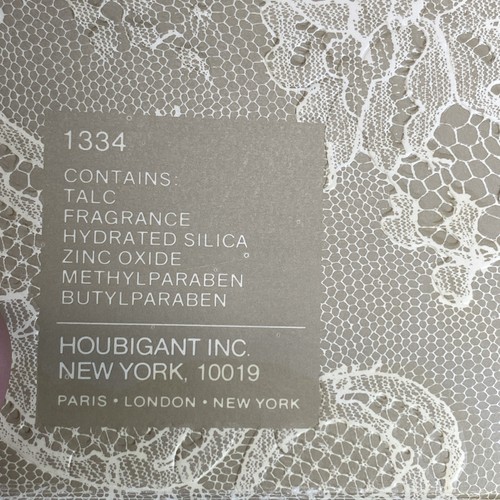 1334
CONTAINS:
TALC
FRAGRANCE
HYDRATED SILICA
ZINC OXIDE
METHYLPARABEN
BUTYLPARABEN
HOUBIGANT INC.
NEW YORK, 10019
PARIS • LONDON • NEW YORK